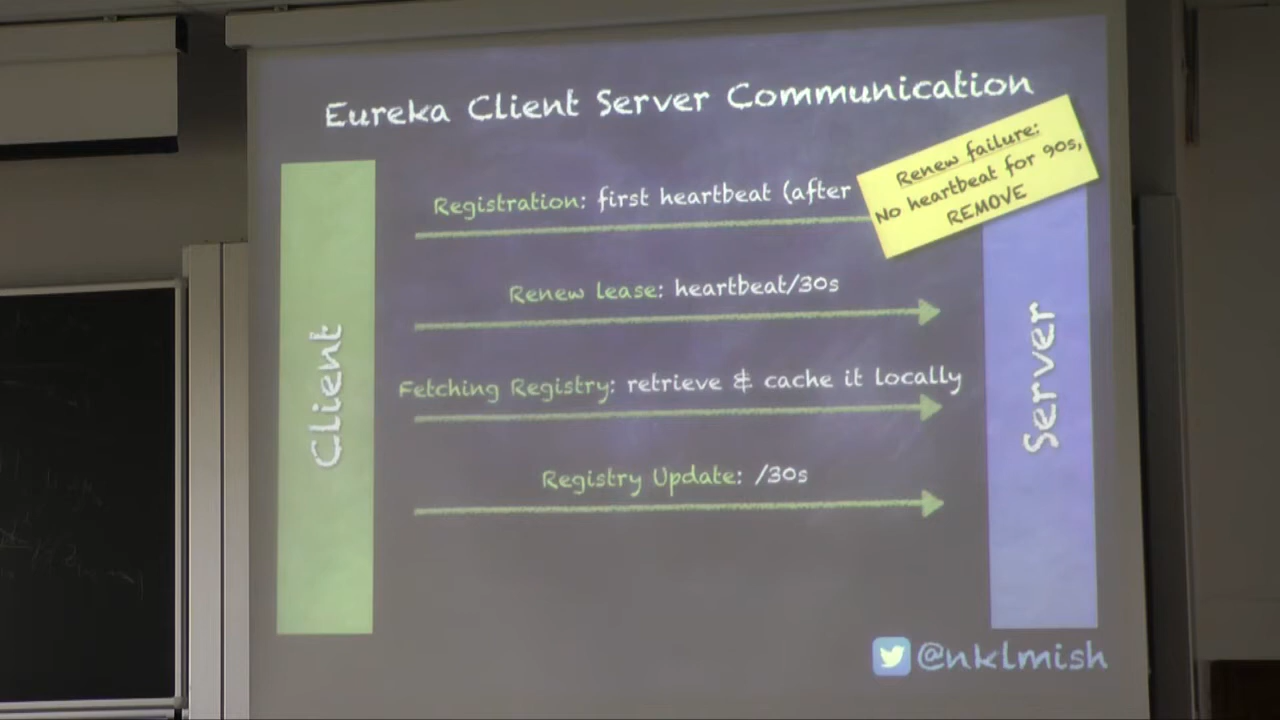 Eureka Client Server Communication
Renew failure:
No heartbeat for 90s,
REMOVE
Registration: first heartbeat (after
Renew Lease: heartbeat/30s
Fetching Registry: retrieve & cache it locally
Registry Update: /30s
Client
Server
@nklmish